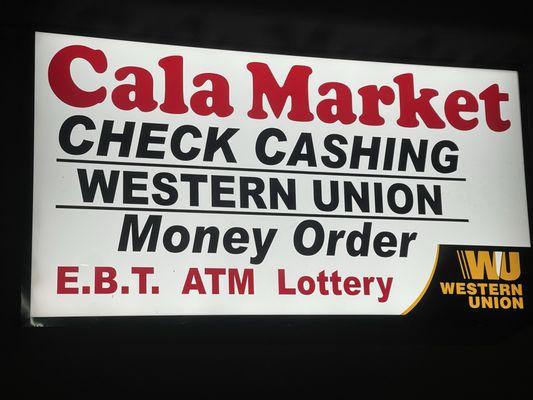 Cala Market
CHECK CASHING
WESTERN UNION
Money Order
E.B.T. ATM Lottery
WU
WESTERN
UNION